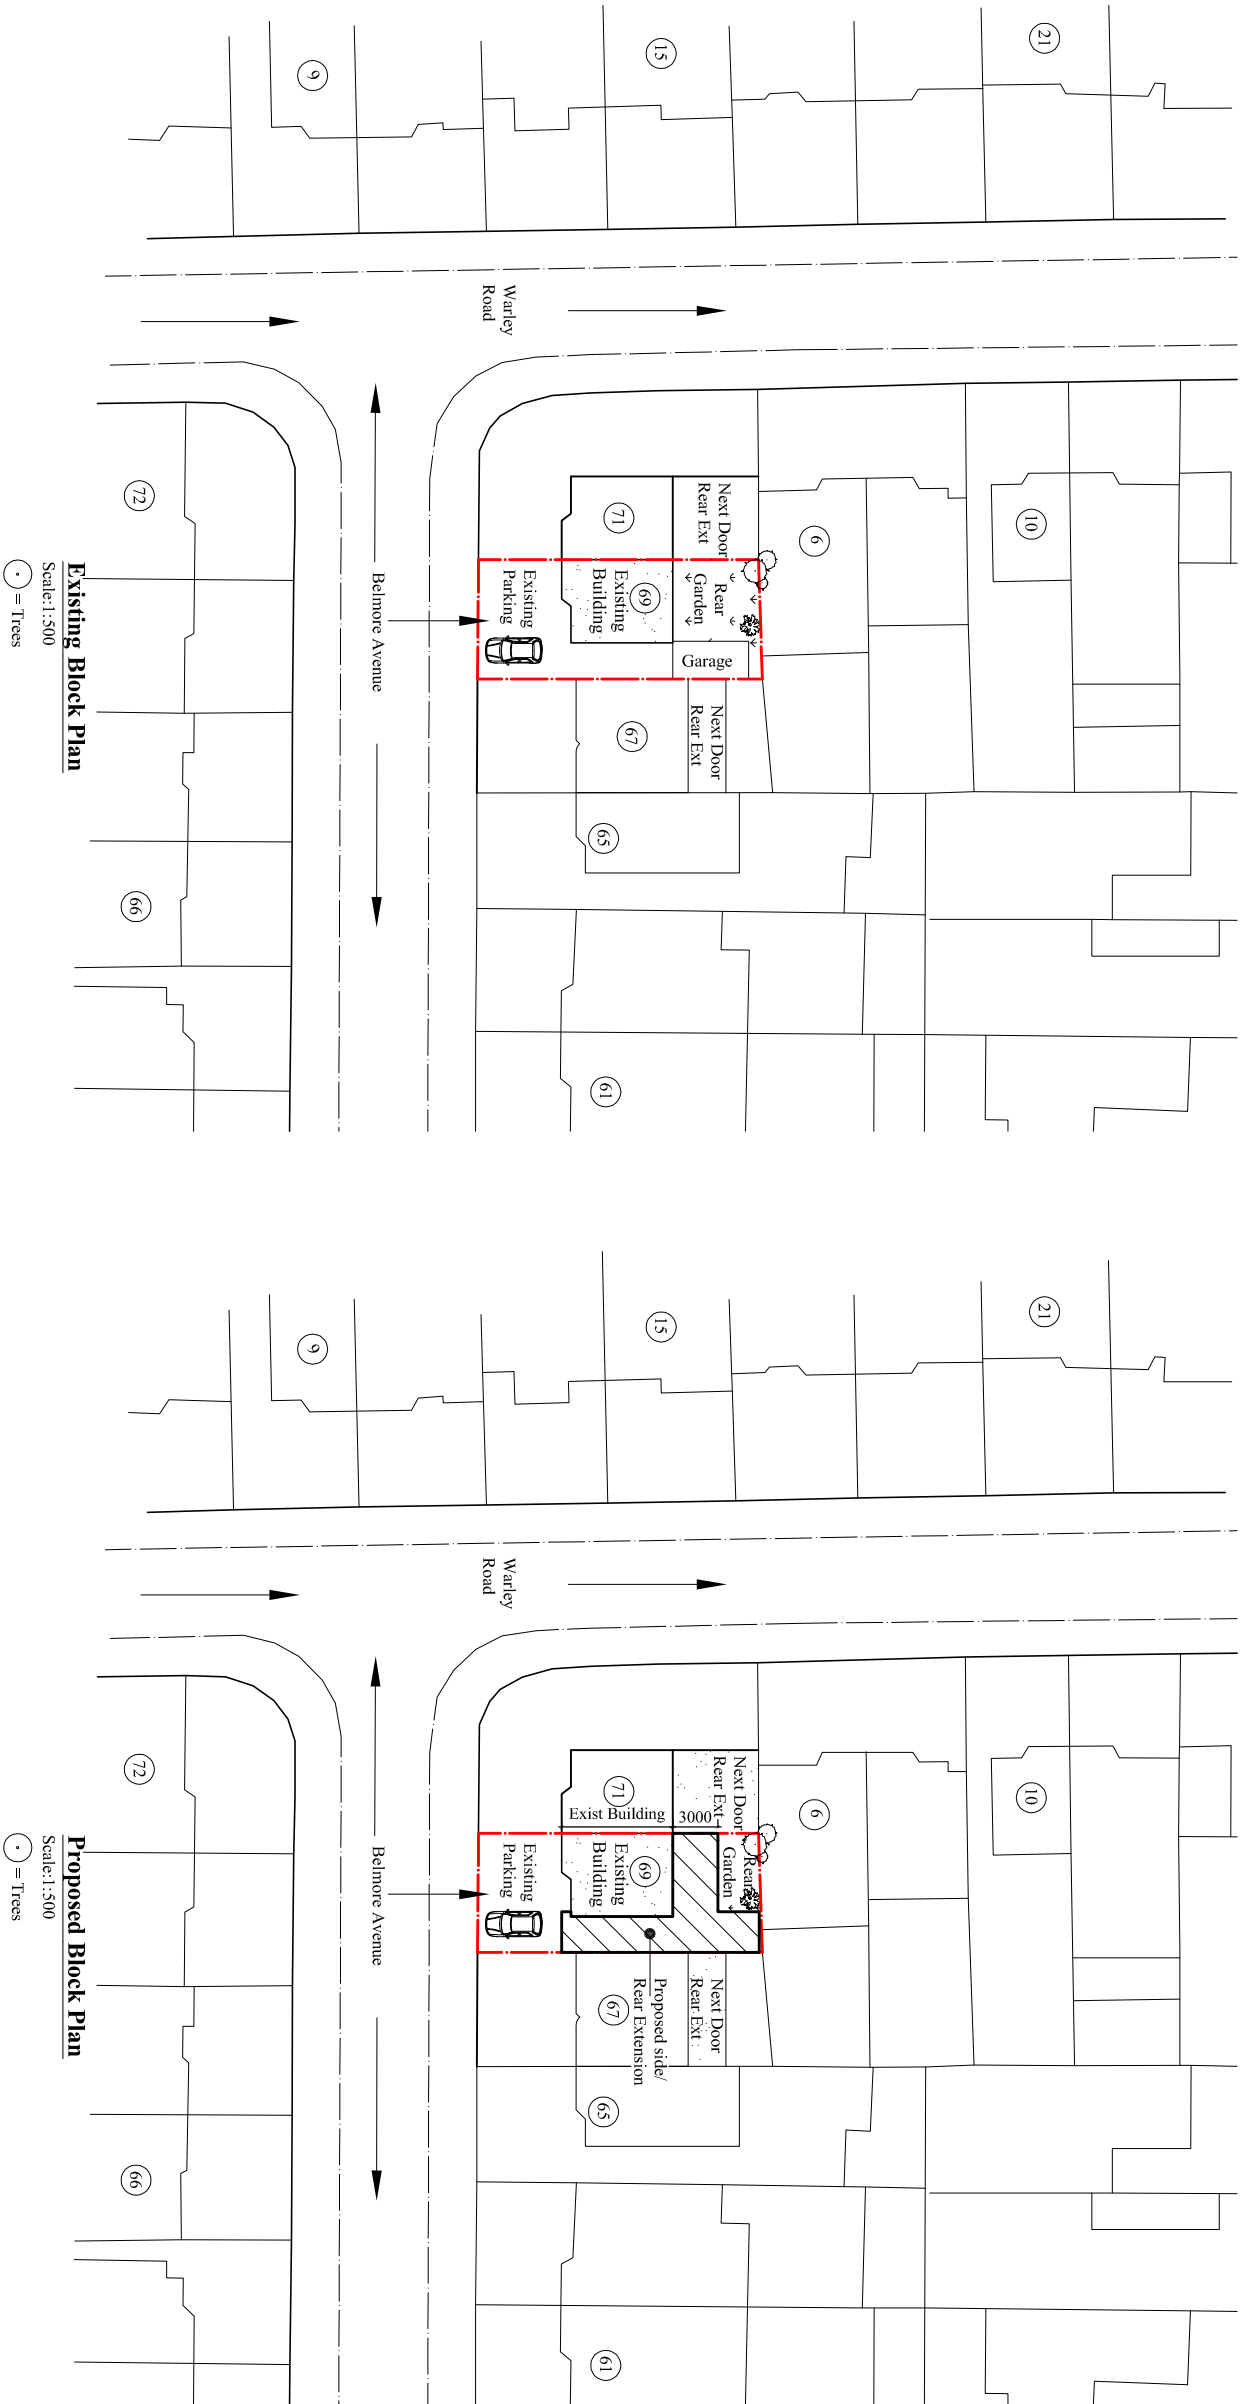 21
15
9
Warley
Road
Next Door
Rear Ext
71
6
10
72
Existing
Parking
Existing
Building
69
Rear
Garden
Garage
Belmore Avenue
67
Next Door
Rear Ext
65
66
61
Existing Block Plan
Scale:1:500
= Trees
21
15
9
Warley
Road
Next Door
Rear Ext
71
Exist Building
3000
6
10
72
Existing
Parking
Existing
Building
69
Rear
Garden
Belmore Avenue
67
Proposed side/
Rear Extension
Next Door
Rear Ext
65
66
61
Proposed Block Plan
Scale:1:500
= Trees